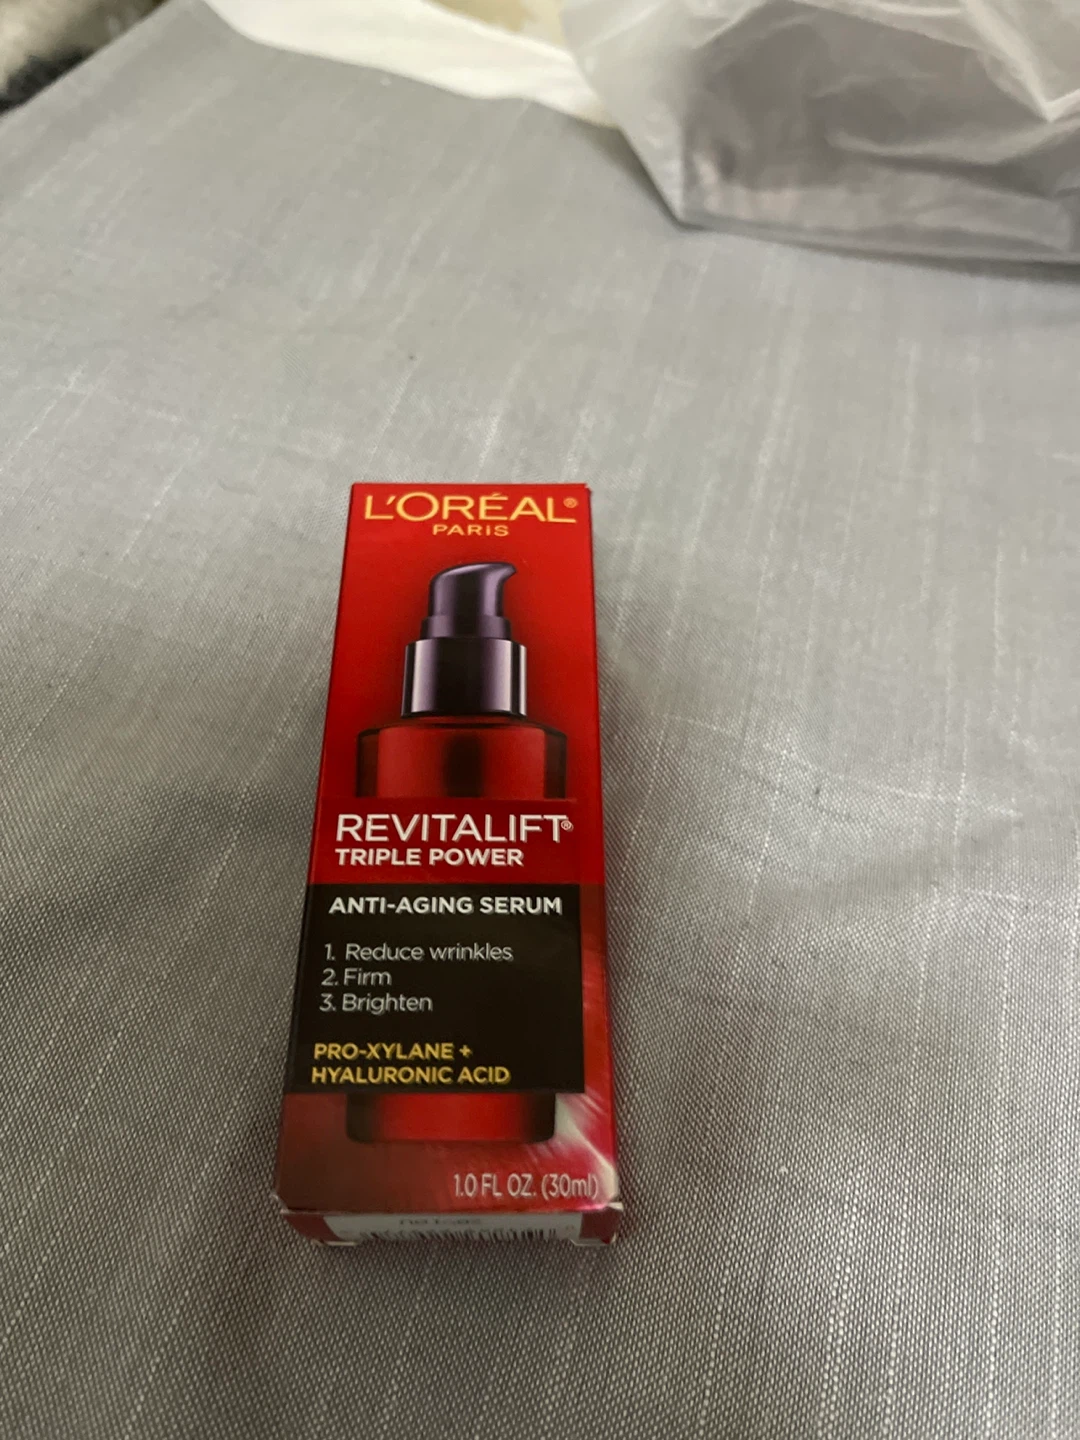 L'ORÉAL®
PARIS
REVITALIFT®
TRIPLE POWER
ANTI-AGING SERUM
1. Reduce wrinkles
2. Firm
3. Brighten
PRO-XYLANE +
HYALURONIC ACID
1.0 FL OZ. (30ml)